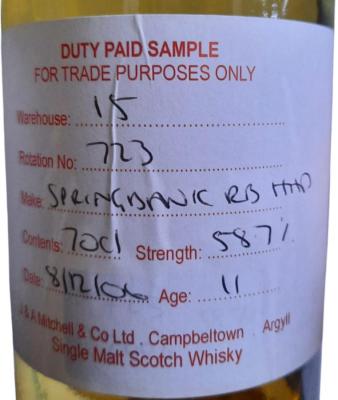 DUTY PAID SAMPLE
FOR TRADE PURPOSES ONLY
Warehouse: 15
Rotation No: 723
Make: SPRINGBANK RB HHD
Contents: 70cl Strength: 58.7%
Date: 8/12/06 Age: 11
J & A Mitchell & Co Ltd . Campbeltown . Argyll
Single Malt Scotch Whisky